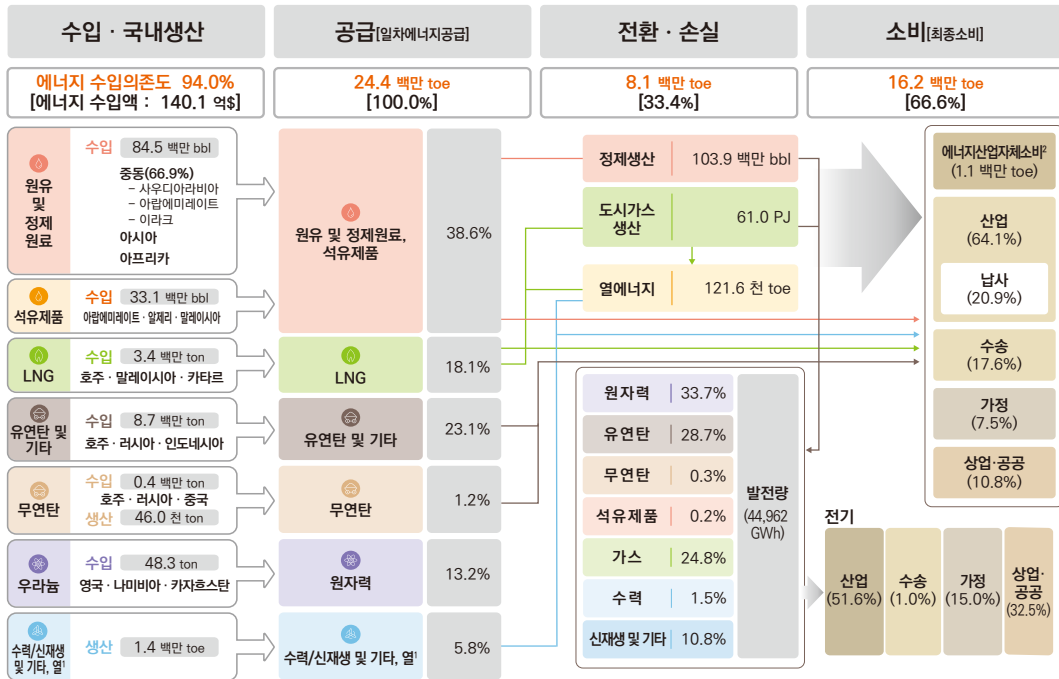 수입 · 국내생산
공급[일차에너지공급]
전환 · 손실
소비[최종소비]
에너지 수입의존도 94.0%
[에너지 수입액 : 140.1 억$]
24.4 백만 toe
[100.0%]
8.1 백만 toe
[33.4%]
16.2 백만 toe
[66.6%]
원유
및
정제
원료
수입 84.5 백만 bbl
중동(66.9%)
– 사우디아라비아
– 아랍에미레이트
– 이라크
아시아
아프리카
석유제품
수입 33.1 백만 bbl
아랍에미레이트 · 알제리 · 말레이시아
LNG
수입 3.4 백만 ton
호주 · 말레이시아 · 카타르
유연탄 및
기타
수입 8.7 백만 ton
호주 · 러시아 · 인도네시아
무연탄
수입 0.4 백만 ton
호주 · 러시아 · 중국
생산 46.0 천 ton
우라늄
수입 48.3 ton
영국 · 나미비아 · 카자흐스탄
수력/신재생
및 기타, 열¹
생산 1.4 백만 toe
원유 및 정제원료,
석유제품
38.6%
LNG
18.1%
유연탄 및 기타
23.1%
무연탄
1.2%
원자력
13.2%
수력/신재생 및 기타, 열¹
5.8%
정제생산 103.9 백만 bbl
도시가스
생산
61.0 PJ
열에너지 121.6 천 toe
원자력 33.7%
유연탄 28.7%
무연탄 0.3%
석유제품 0.2%
가스 24.8%
수력 1.5%
신재생 및 기타 10.8%
발전량
(44,962
GWh)
에너지산업자체소비²
(1.1 백만 toe)
산업
(64.1%)
납사
(20.9%)
수송
(17.6%)
가정
(7.5%)
상업·공공
(10.8%)
전기
산업
(51.6%)
수송
(1.0%)
가정
(15.0%)
상업·
공공
(32.5%)